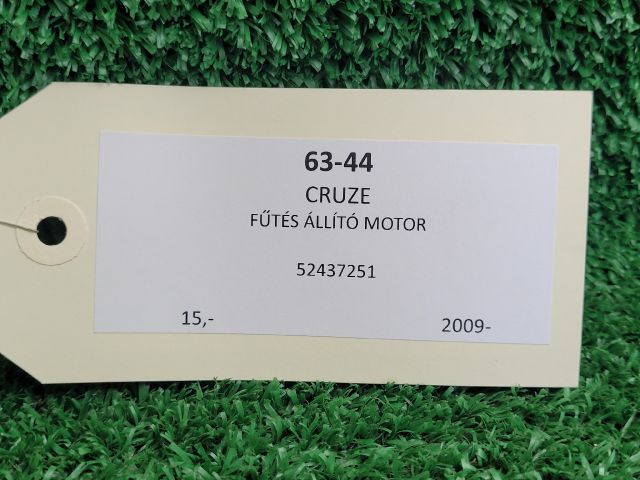 63-44
CRUZE
FŰTÉS ÁLLÍTÓ MOTOR
52437251
15,- 2009-